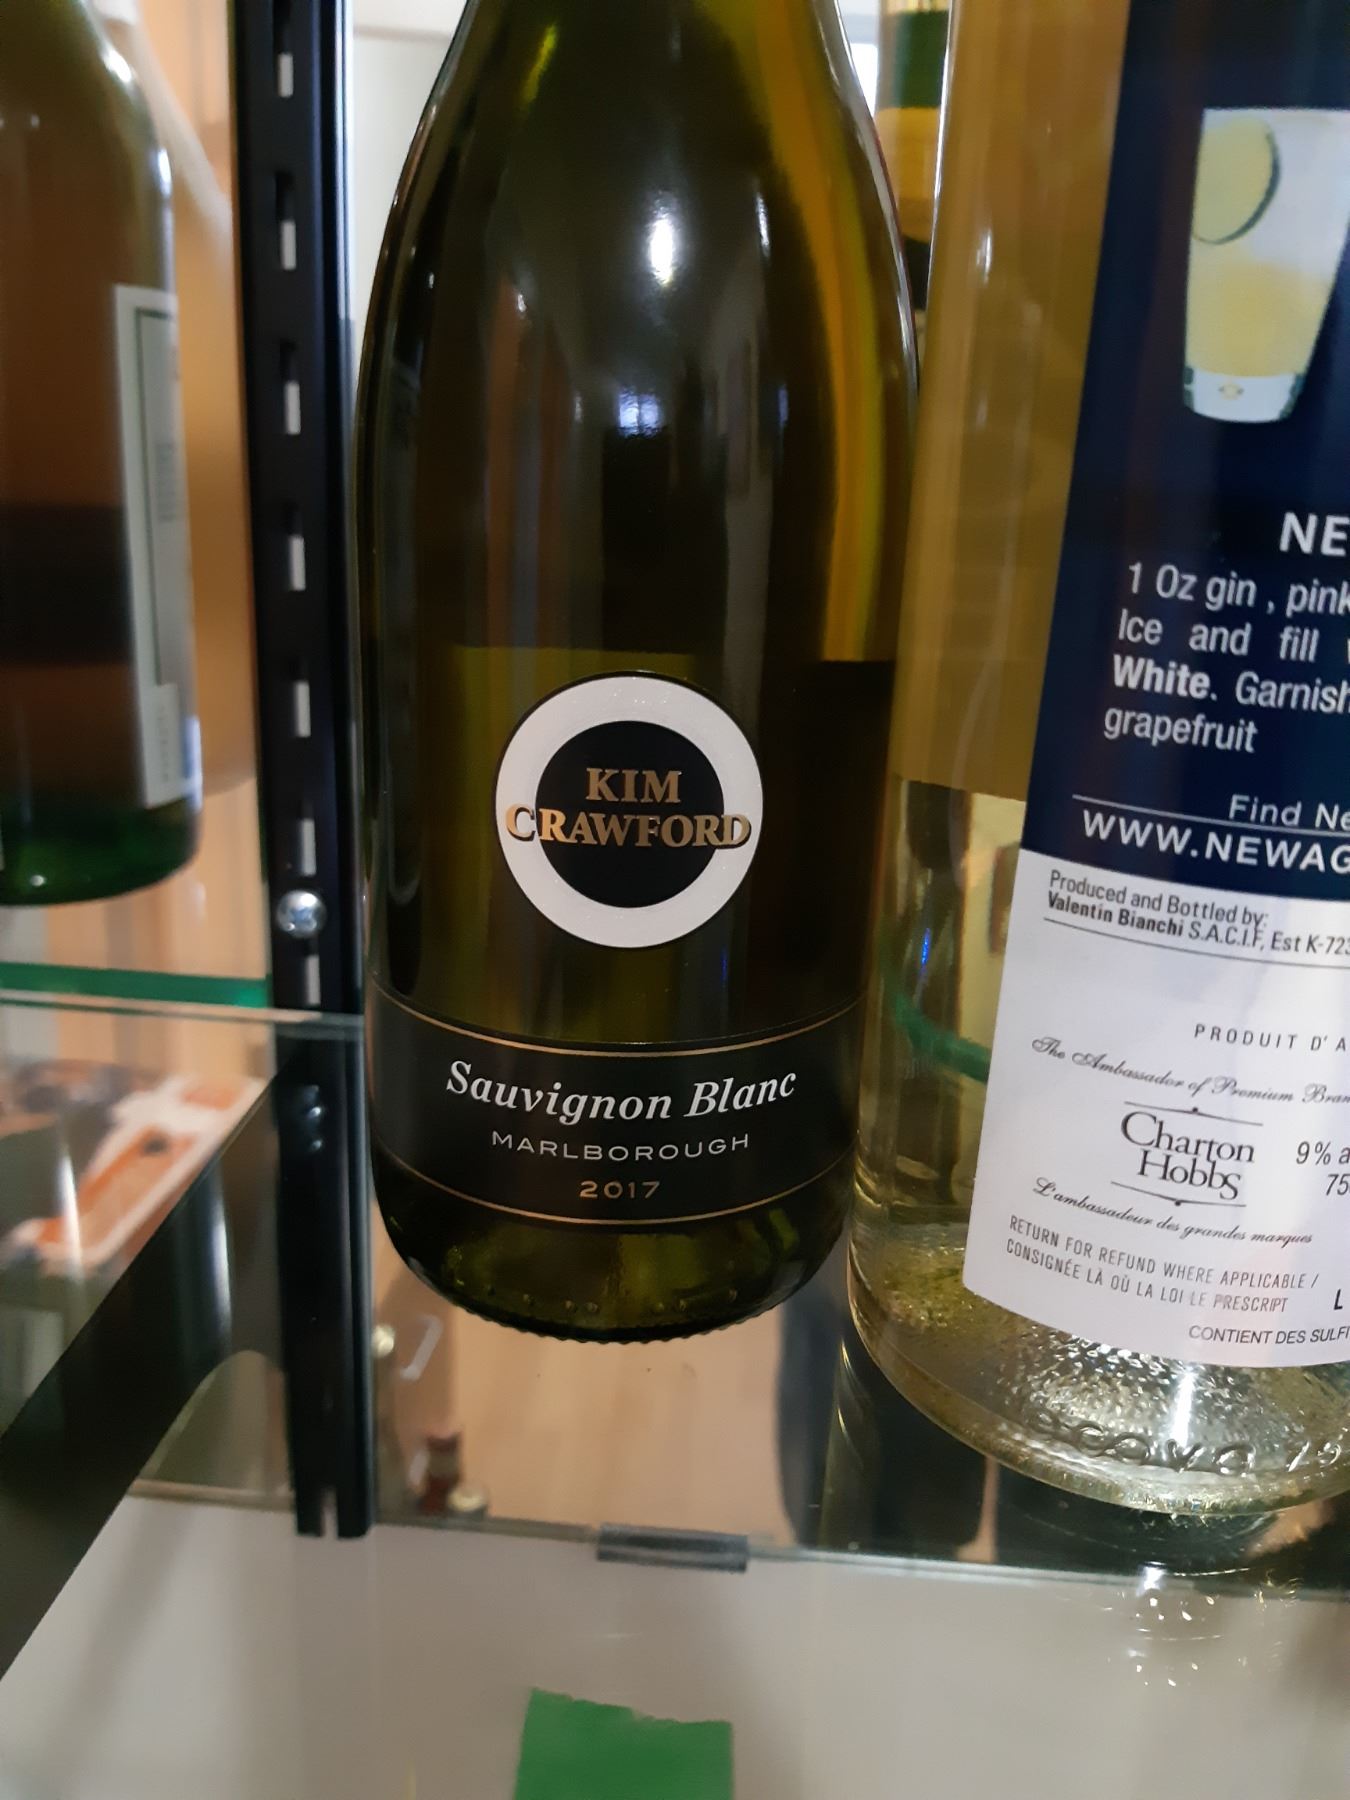 KIM
CRAWFORD
Sauvignon Blanc
MARLBOROUGH
2017
NE
1 Oz gin , pink
Ice and fill
White. Garnish
grapefruit
Find Ne
WWW.NEWAG
Produced and Bottled by:
Valentín Bianchi S.A.C.I.F, Est K-723
PRODUIT D' A
The Ambassador of Premium Bran
Charton
Hobbs
9% a
75
L'ambassadeur des grandes marques
RETURN FOR REFUND WHERE APPLICABLE /
CONSIGNÉE LÀ OÙ LA LOI LE PRESCRIPT
L
CONTIENT DES SULFI